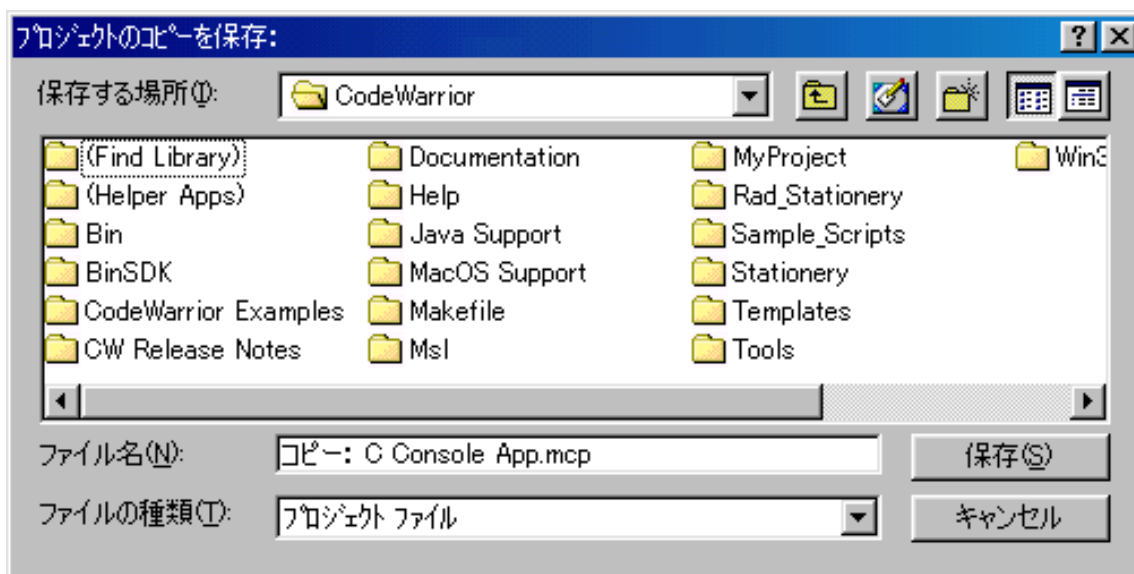 プロジェクトのコピーを保存:
保存する場所(I): CodeWarrior
(Find Library) Documentation MyProject Win3
(Helper Apps) Help Rad_Stationery
Bin Java Support Sample_Scripts
BinSDK MacOS Support Stationery
CodeWarrior Examples Makefile Templates
CW Release Notes Msl Tools
ファイル名(N): コピー: C Console App.mcp 保存(S)
ファイルの種類(T): プロジェクト ファイル キャンセル